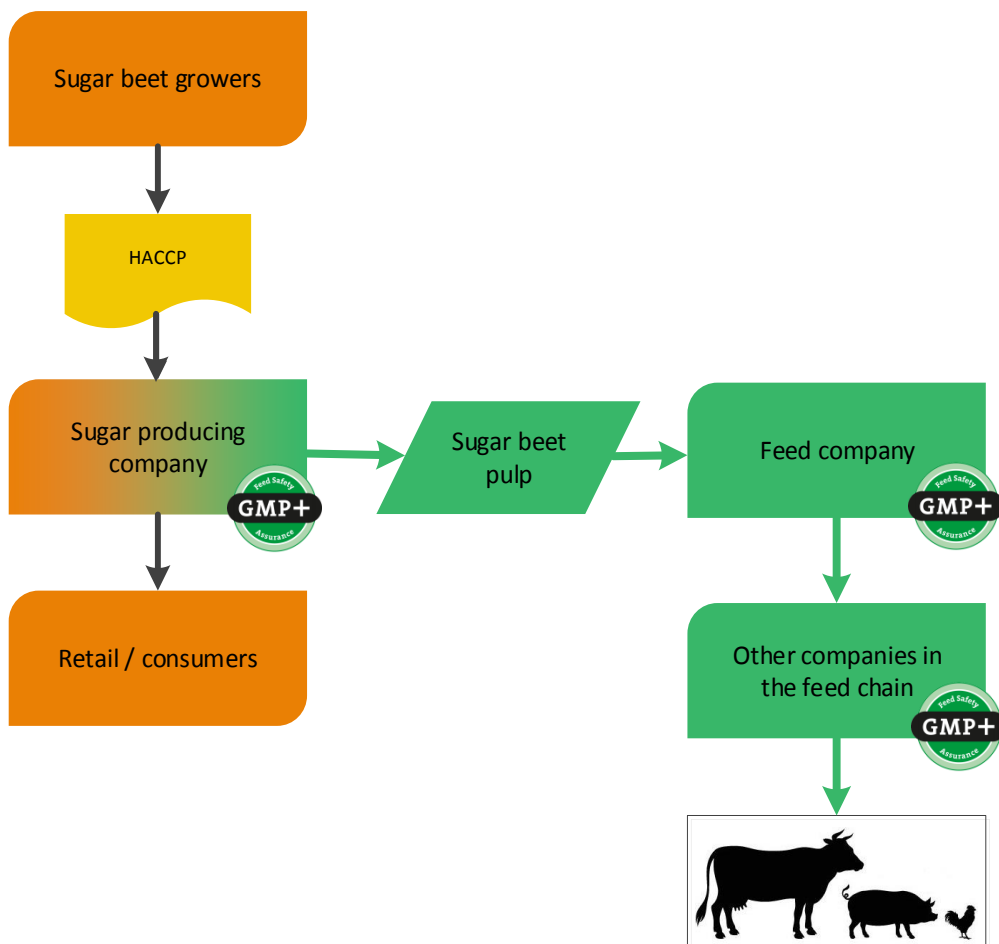 Sugar beet growers
HACCP
Sugar producing
company
Feed Safety
GMP+
Assurance
Sugar beet
pulp
Feed company
Feed Safety
GMP+
Assurance
Retail / consumers
Other companies in
the feed chain
Feed Safety
GMP+
Assurance